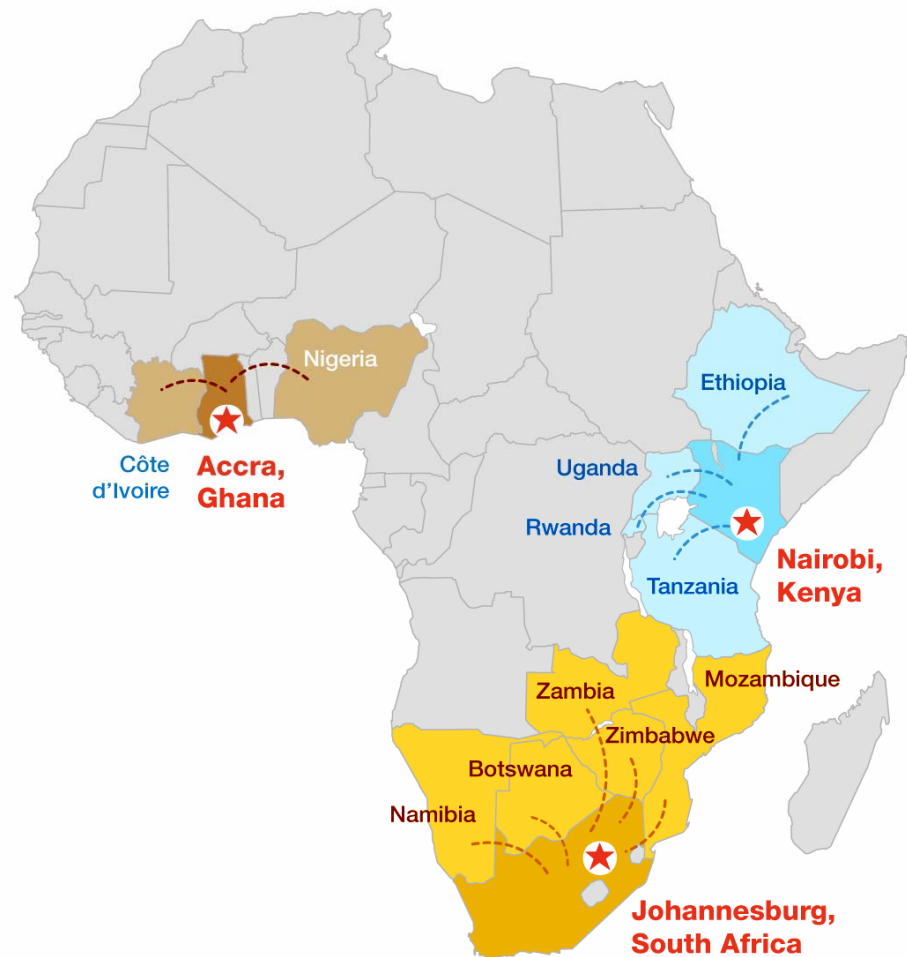 Nigeria
Ethiopia
Côte
d'Ivoire
Accra,
Ghana
Uganda
Rwanda
Nairobi,
Kenya
Tanzania
Mozambique
Zambia
Zimbabwe
Botswana
Namibia
Johannesburg,
South Africa